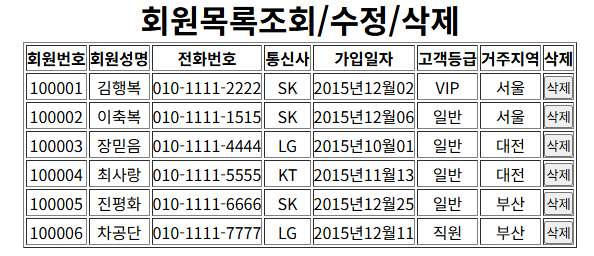 회원목록조회/수정/삭제
회원번호 회원성명 전화번호 통신사 가입일자 고객등급 거주지역 삭제
100001 김행복 010-1111-2222 SK 2015년12월02 VIP 서울 삭제
100002 이축복 010-1111-1515 SK 2015년12월06 일반 서울 삭제
100003 장믿음 010-1111-4444 LG 2015년10월01 일반 대전 삭제
100004 최사랑 010-1111-5555 KT 2015년11월13 일반 대전 삭제
100005 진평화 010-1111-6666 SK 2015년12월25 일반 부산 삭제
100006 차공단 010-1111-7777 LG 2015년12월11 직원 부산 삭제